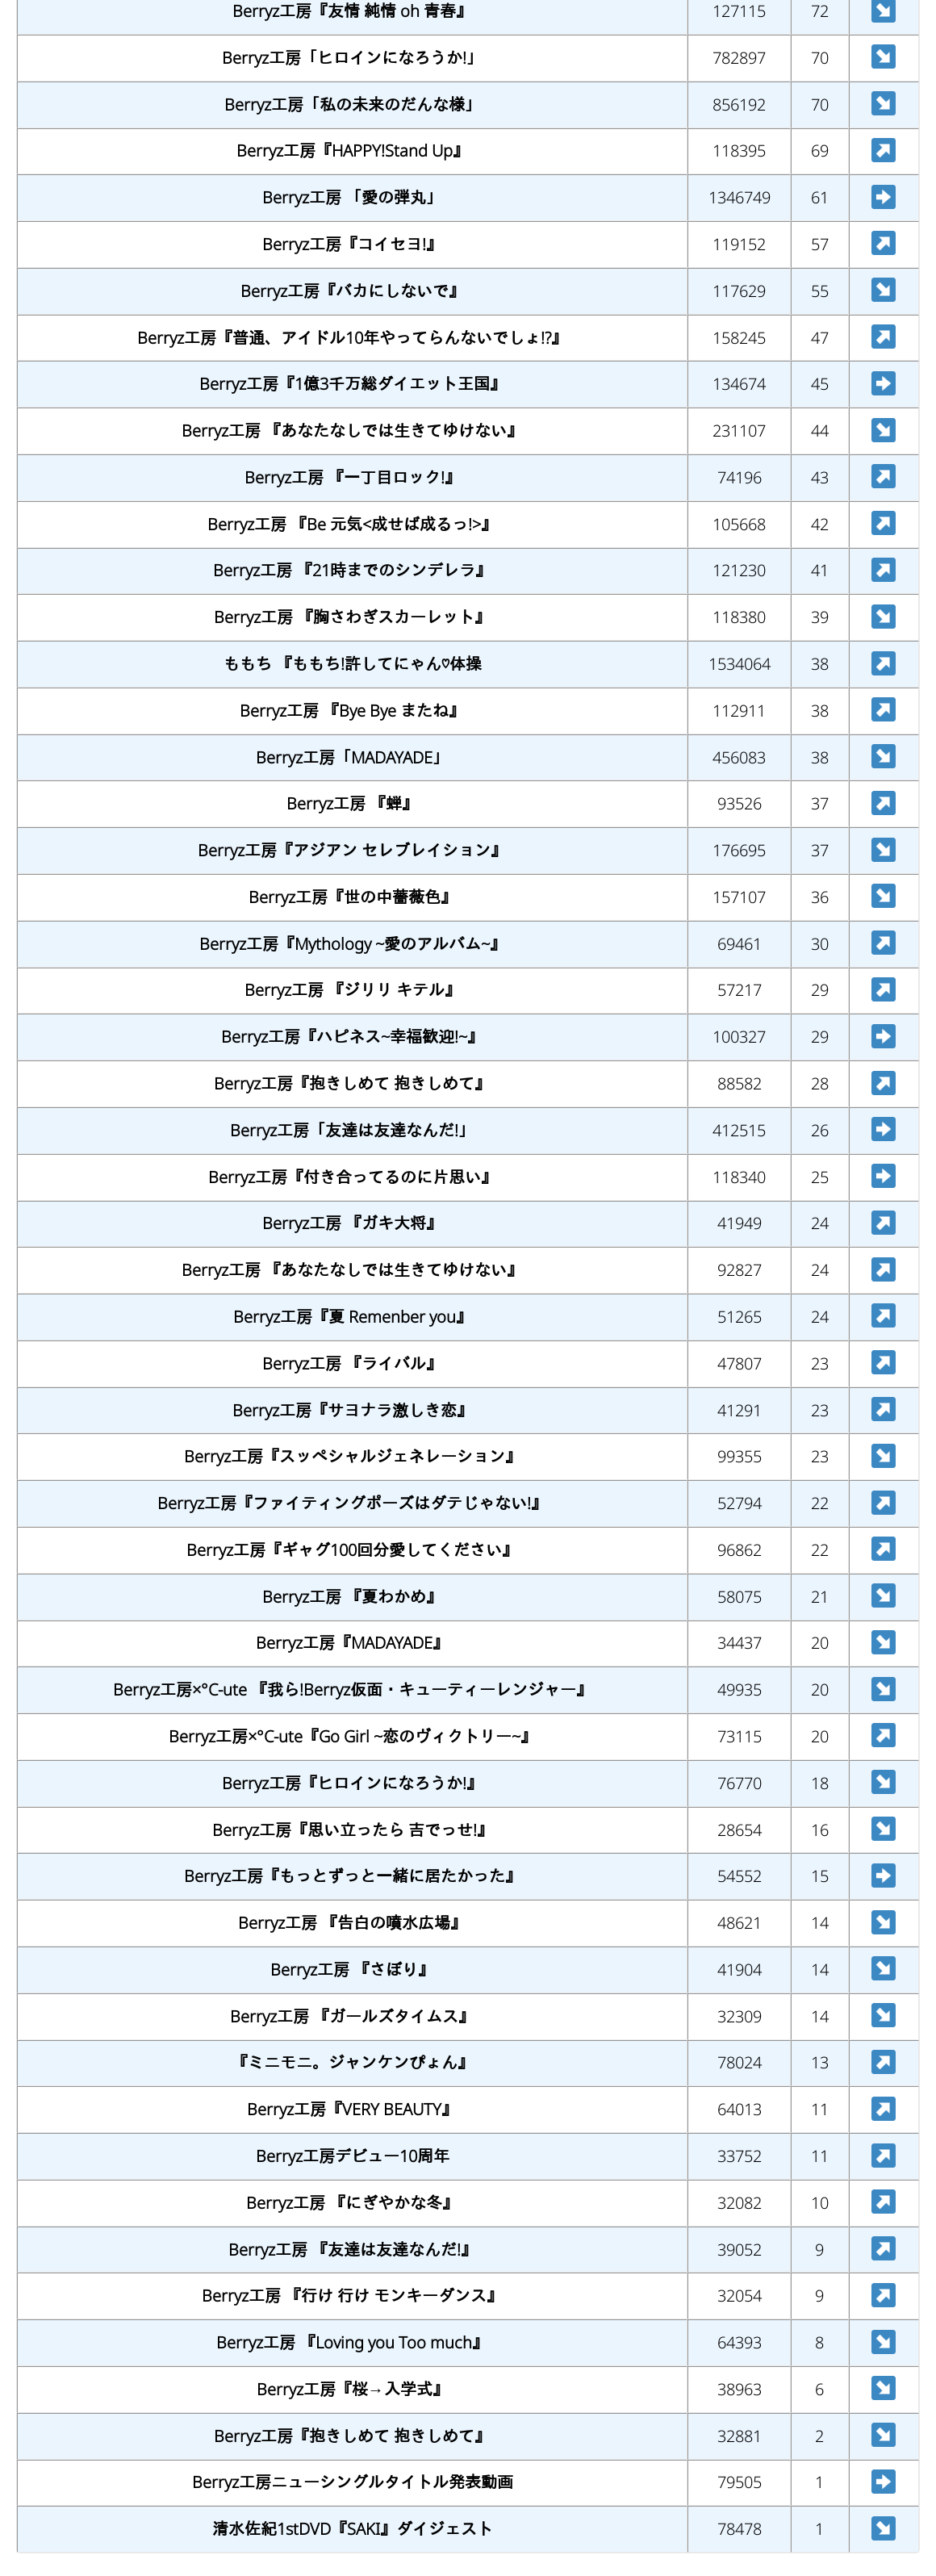 Berryz工房『友情 純情 oh 青春』 127115 72
Berryz工房「ヒロインになろうか!」 782897 70
Berryz工房「私の未来のだんな様」 856192 70
Berryz工房『HAPPY!Stand Up』 118395 69
Berryz工房 「愛の弾丸」 1346749 61
Berryz工房『コイセヨ!』 119152 57
Berryz工房『バカにしないで』 117629 55
Berryz工房『普通、アイドル10年やってらんないでしょ!?』 158245 47
Berryz工房『1億3千万総ダイエット王国』 134674 45
Berryz工房 『あなたなしでは生きてゆけない』 231107 44
Berryz工房 『一丁目ロック!』 74196 43
Berryz工房 『Be 元気<成せば成るっ!>』 105668 42
Berryz工房 『21時までのシンデレラ』 121230 41
Berryz工房 『胸さわぎスカーレット』 118380 39
ももち 『ももち!許してにゃん♡体操 1534064 38
Berryz工房 『Bye Bye またね』 112911 38
Berryz工房「MADAYADE」 456083 38
Berryz工房 『蝉』 93526 37
Berryz工房『アジアン セレブレイション』 176695 37
Berryz工房『世の中薔薇色』 157107 36
Berryz工房『Mythology ~愛のアルバム~』 69461 30
Berryz工房 『ジリリ キテル』 57217 29
Berryz工房『ハピネス~幸福歓迎!~』 100327 29
Berryz工房『抱きしめて 抱きしめて』 88582 28
Berryz工房「友達は友達なんだ!」 412515 26
Berryz工房『付き合ってるのに片思い』 118340 25
Berryz工房 『ガキ大将』 41949 24
Berryz工房 『あなたなしでは生きてゆけない』 92827 24
Berryz工房『夏 Remenber you』 51265 24
Berryz工房 『ライバル』 47807 23
Berryz工房『サヨナラ激しき恋』 41291 23
Berryz工房『スッペシャルジェネレーション』 99355 23
Berryz工房『ファイティングポーズはダテじゃない!』 52794 22
Berryz工房『ギャグ100回分愛してください』 96862 22
Berryz工房 『夏わかめ』 58075 21
Berryz工房『MADAYADE』 34437 20
Berryz工房×°C-ute 『我ら!Berryz仮面・キューティーレンジャー』 49935 20
Berryz工房×°C-ute『Go Girl ~恋のヴィクトリー~』 73115 20
Berryz工房『ヒロインになろうか!』 76770 18
Berryz工房『思い立ったら 吉でっせ!』 28654 16
Berryz工房『もっとずっと一緒に居たかった』 54552 15
Berryz工房 『告白の噴水広場』 48621 14
Berryz工房 『さぼり』 41904 14
Berryz工房 『ガールズタイムス』 32309 14
『ミニモニ。ジャンケンぴょん』 78024 13
Berryz工房『VERY BEAUTY』 64013 11
Berryz工房デビュー10周年 33752 11
Berryz工房 『にぎやかな冬』 32082 10
Berryz工房 『友達は友達なんだ!』 39052 9
Berryz工房 『行け 行け モンキーダンス』 32054 9
Berryz工房 『Loving you Too much』 64393 8
Berryz工房『桜→入学式』 38963 6
Berryz工房『抱きしめて 抱きしめて』 32881 2
Berryz工房ニューシングルタイトル発表動画 79505 1
清水佐紀1stDVD『SAKI』ダイジェスト 78478 1